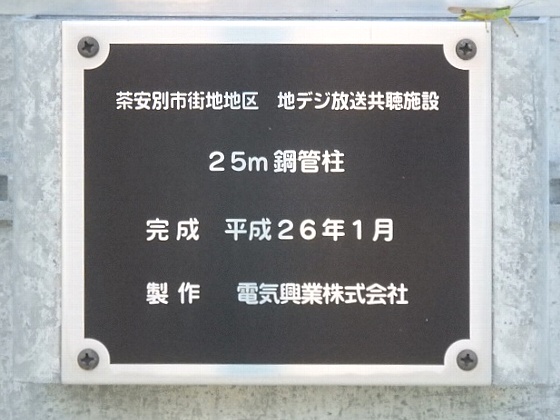 茶安別市街地地区　地デジ放送共聴施設
２５ｍ鋼管柱
完成　平成２６年１月
製作　電気興業株式会社